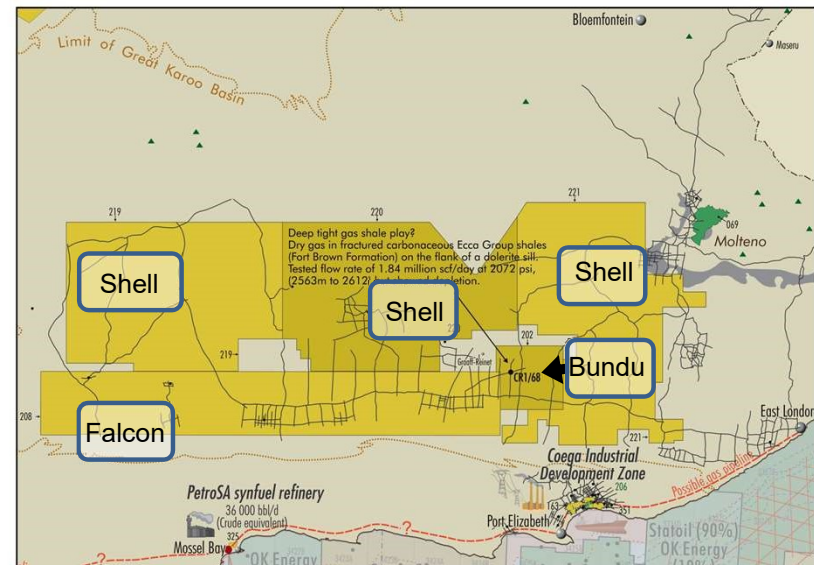 Bloemfontein
Maseru
Limit of Great Karoo Basin
219
220
221
069
Molteno
Deep tight gas shale play?
Dry gas in fractured carbonaceous Ecca Group shales
(Fort Brown Formation) on the flank of a dolerite sill.
Tested flow rate of 1.84 million scf/day at 2072 psi,
(2563m to 2612 depletion.
Shell
Shell
Shell
219
202
Graaff-Reinet
CR1/68
Bundu
208
Falcon
221
East London
Coega Industrial
Development Zone
206
163
351
Possible gas pipeline
PetroSA synfuel refinery
36 000 bbl/d
(Crude equivalent)
325
Mossel Bay
Port Elizabeth
?
?
OK Energy
Statoil (90%)
OK Energy